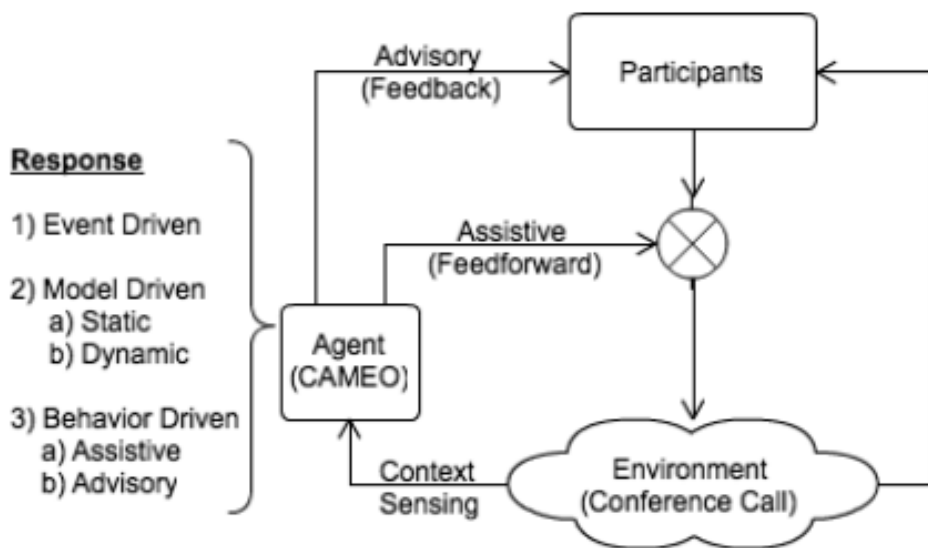 Advisory
(Feedback)
Participants
Response
1) Event Driven
2) Model Driven
a) Static
b) Dynamic
3) Behavior Driven
a) Assistive
b) Advisory
Assistive
(Feedforward)
Agent
(CAMEO)
Context
Sensing
Environment
(Conference Call)